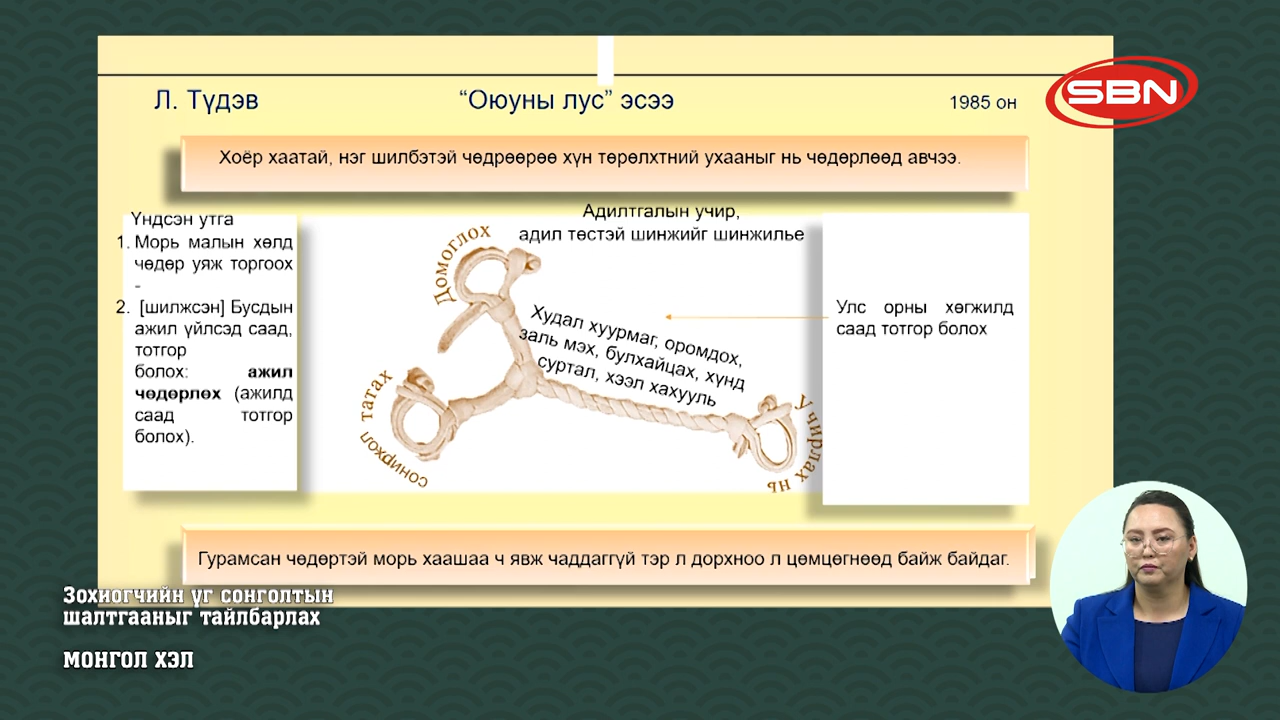 Л. Түдэв
“Оюуны лус” эсээ
1985 он
SBN
Хоёр хаатай, нэг шилбэтэй чөдрөөрөө хүн төрөлхтний ухааныг нь чөдөрлөөд авчээ.
Үндсэн утга
1. Морь малын хөлд
чөдөр уяж торгоох
-
2. [шилжсэн] Бусдын
ажил үйлсэд саад,
тотгор
болох: ажил
чөдөрлөх (ажилд
саад тотгор
болох).
Адилтгалын учир,
адил төстэй шинжийг шинжилье
Домоглох
Худал хуурмаг, оромдох,
заль мэх, булхайцах, хүнд
суртал, хээл хахууль
сонирхол татах
Учирлах нь
Улс орны хөгжилд
саад тотгор болох
Гурамсан чөдөртэй морь хаашаа ч явж чаддаггүй тэр л дорхноо л цөмцөгнөөд байж байдаг.
Зохиогчийн үг сонголтын
шалтгааныг тайлбарлах
МОНГОЛ ХЭЛ